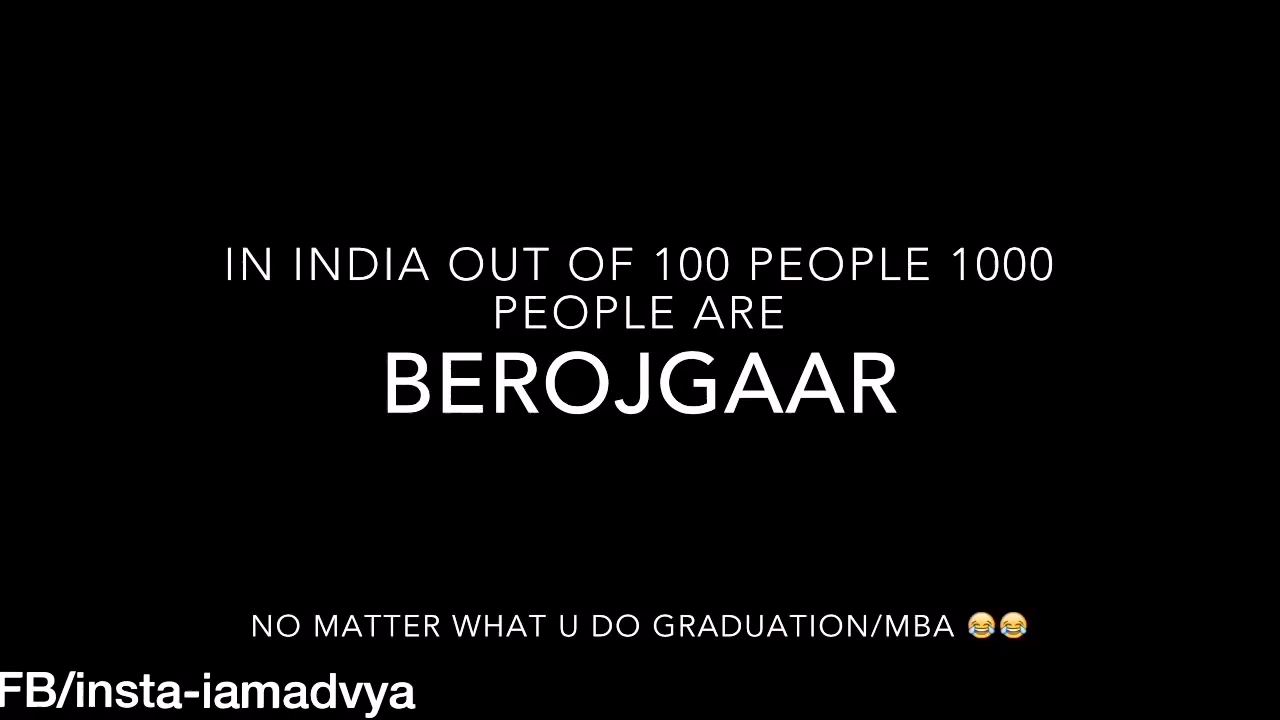 IN INDIA OUT OF 100 PEOPLE 1000
PEOPLE ARE
BEROJGAAR
NO MATTER WHAT U DO GRADUATION/MBA 😂😂
FB/insta-iamadvya